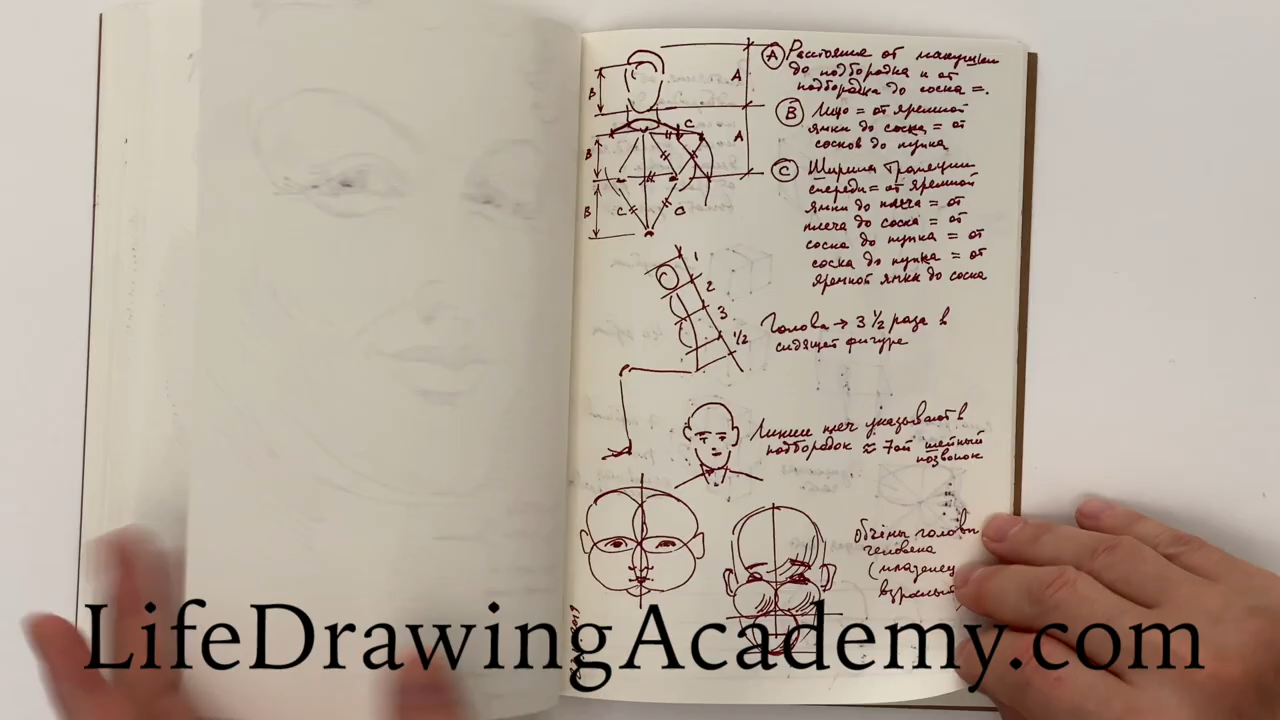 A Расстояние от макушки
до подбородка и от
подбородка до соска =.
B Лицо = от яремной
ямки до соска = от
сосков до пупка
C Ширина Трапеции
спереди = от яремной
ямки до плеча = от
плеча до соска = от
соска до пупка = от
соска до пупка = от
яремной ямки до соска
A
A
B
B
B
C
C
1
2
3
1/2
Голова → 3 1/2 раза в
сидящей фигуре
Линии плеч указывают в
подбородок ≈ 7ой шейный
позвонок
объёмы головы
человека
(младенец
взрослый
LifeDrawingAcademy.com